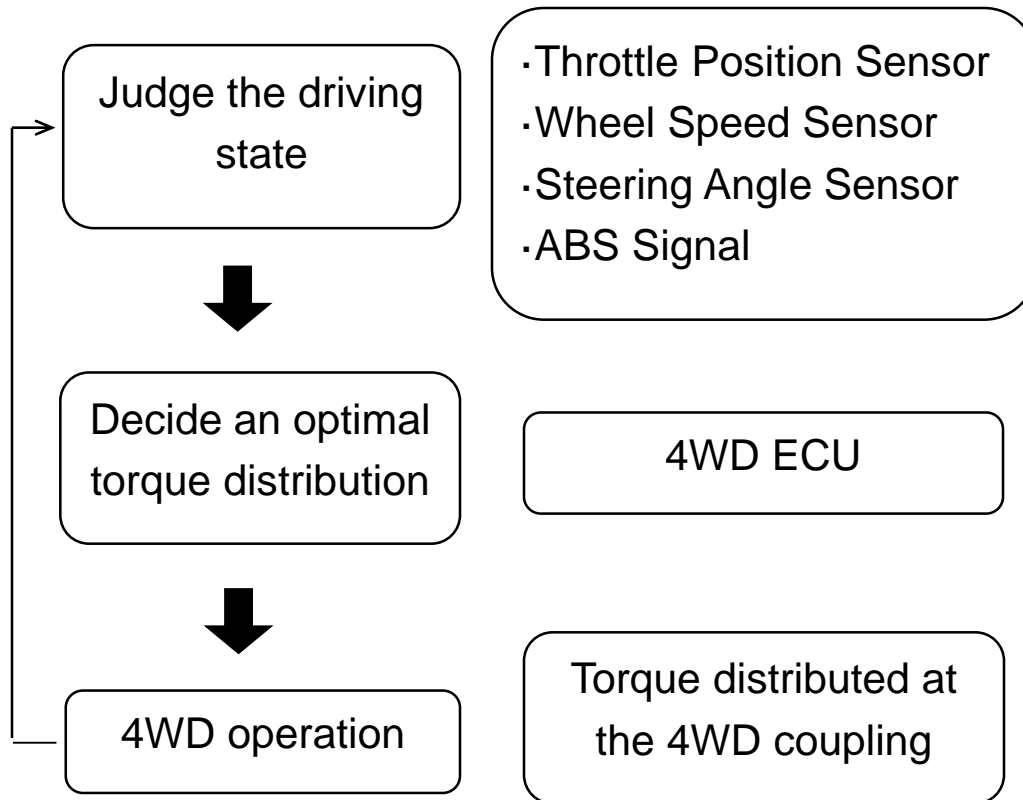 Judge the driving
state
·Throttle Position Sensor
·Wheel Speed Sensor
·Steering Angle Sensor
·ABS Signal
Decide an optimal
torque distribution
4WD ECU
4WD operation
Torque distributed at
the 4WD coupling